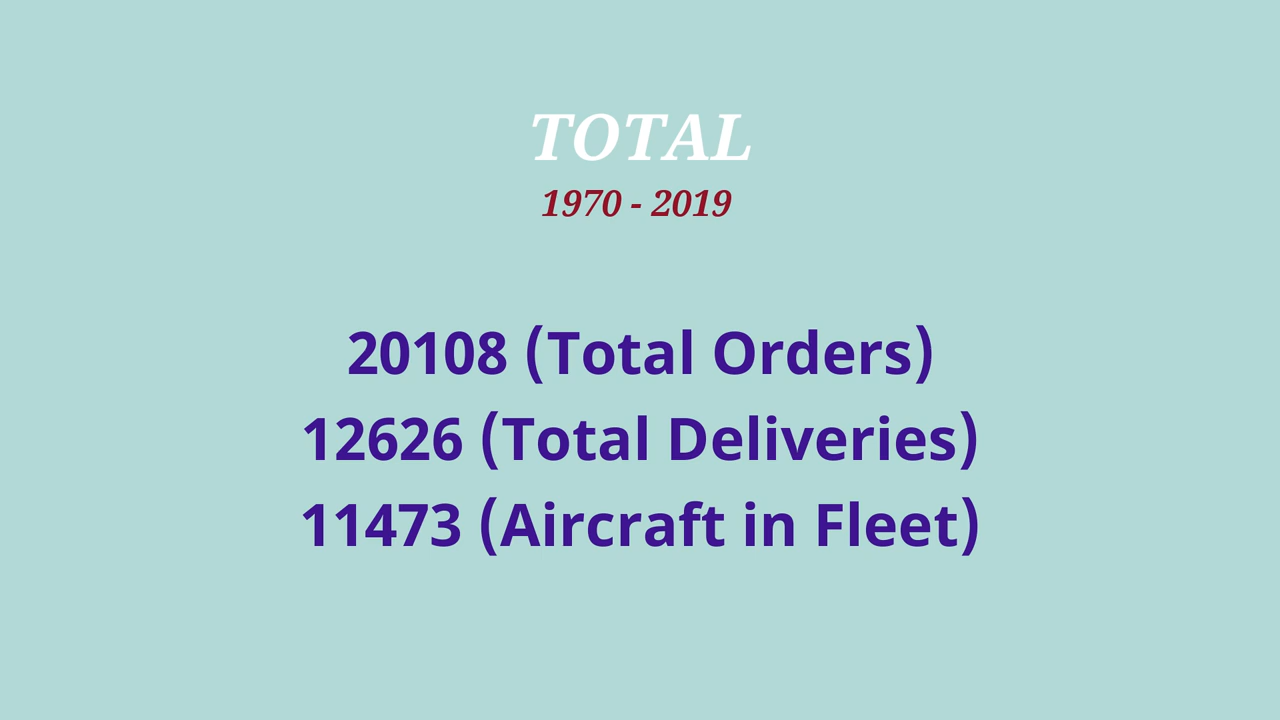 TOTAL
1970 - 2019
20108 (Total Orders)
12626 (Total Deliveries)
11473 (Aircraft in Fleet)